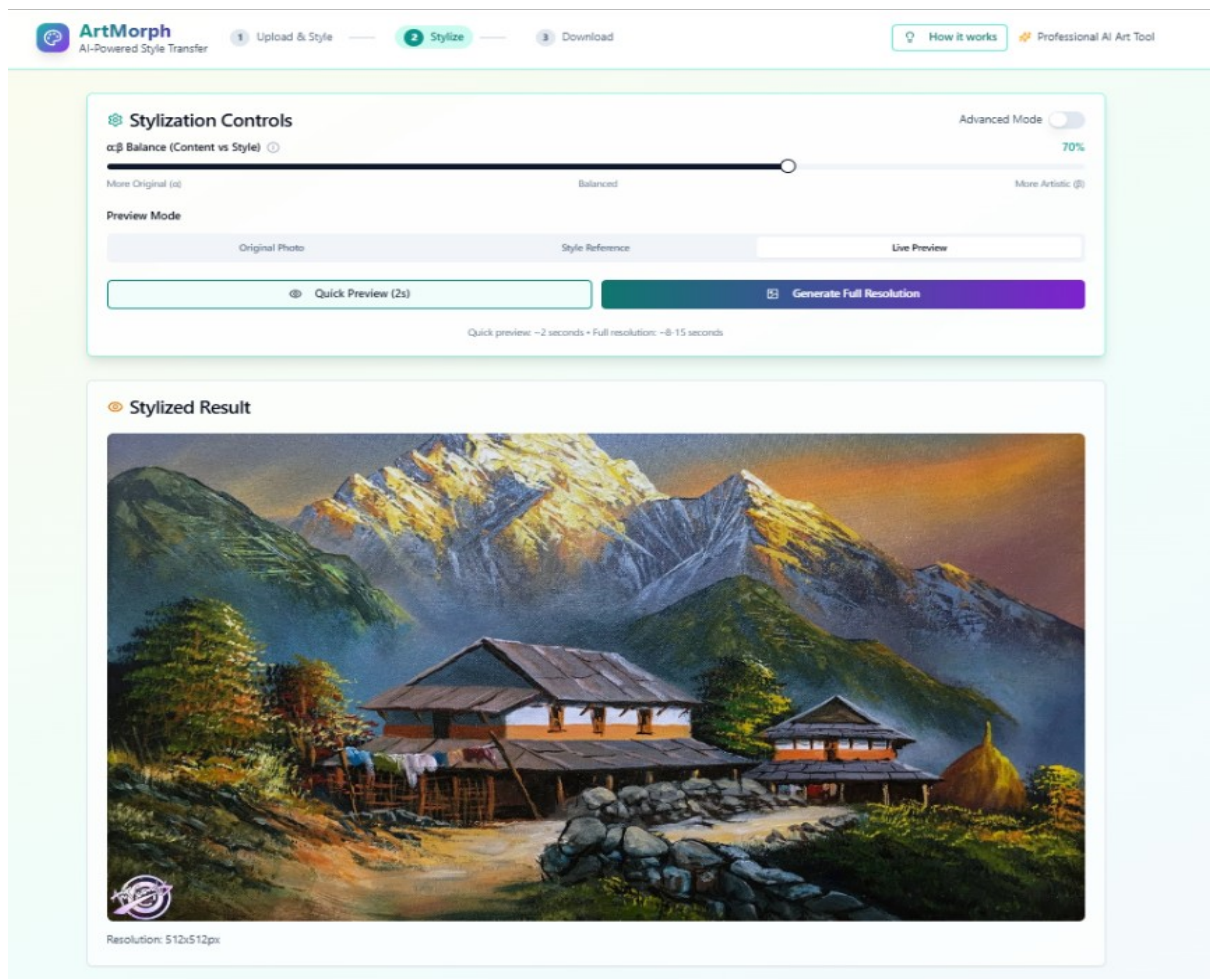 ArtMorph
AI-Powered Style Transfer
1 Upload & Style
2 Stylize
3 Download
How it works
Professional AI Art Tool
Stylization Controls
Advanced Mode
α:β Balance (Content vs Style)
70%
More Original (α)
Balanced
More Artistic (β)
Preview Mode
Original Photo
Style Reference
Live Preview
Quick Preview (2s)
Generate Full Resolution
Quick preview: ~2 seconds • Full resolution: ~8-15 seconds
Stylized Result
Resolution: 512x512px